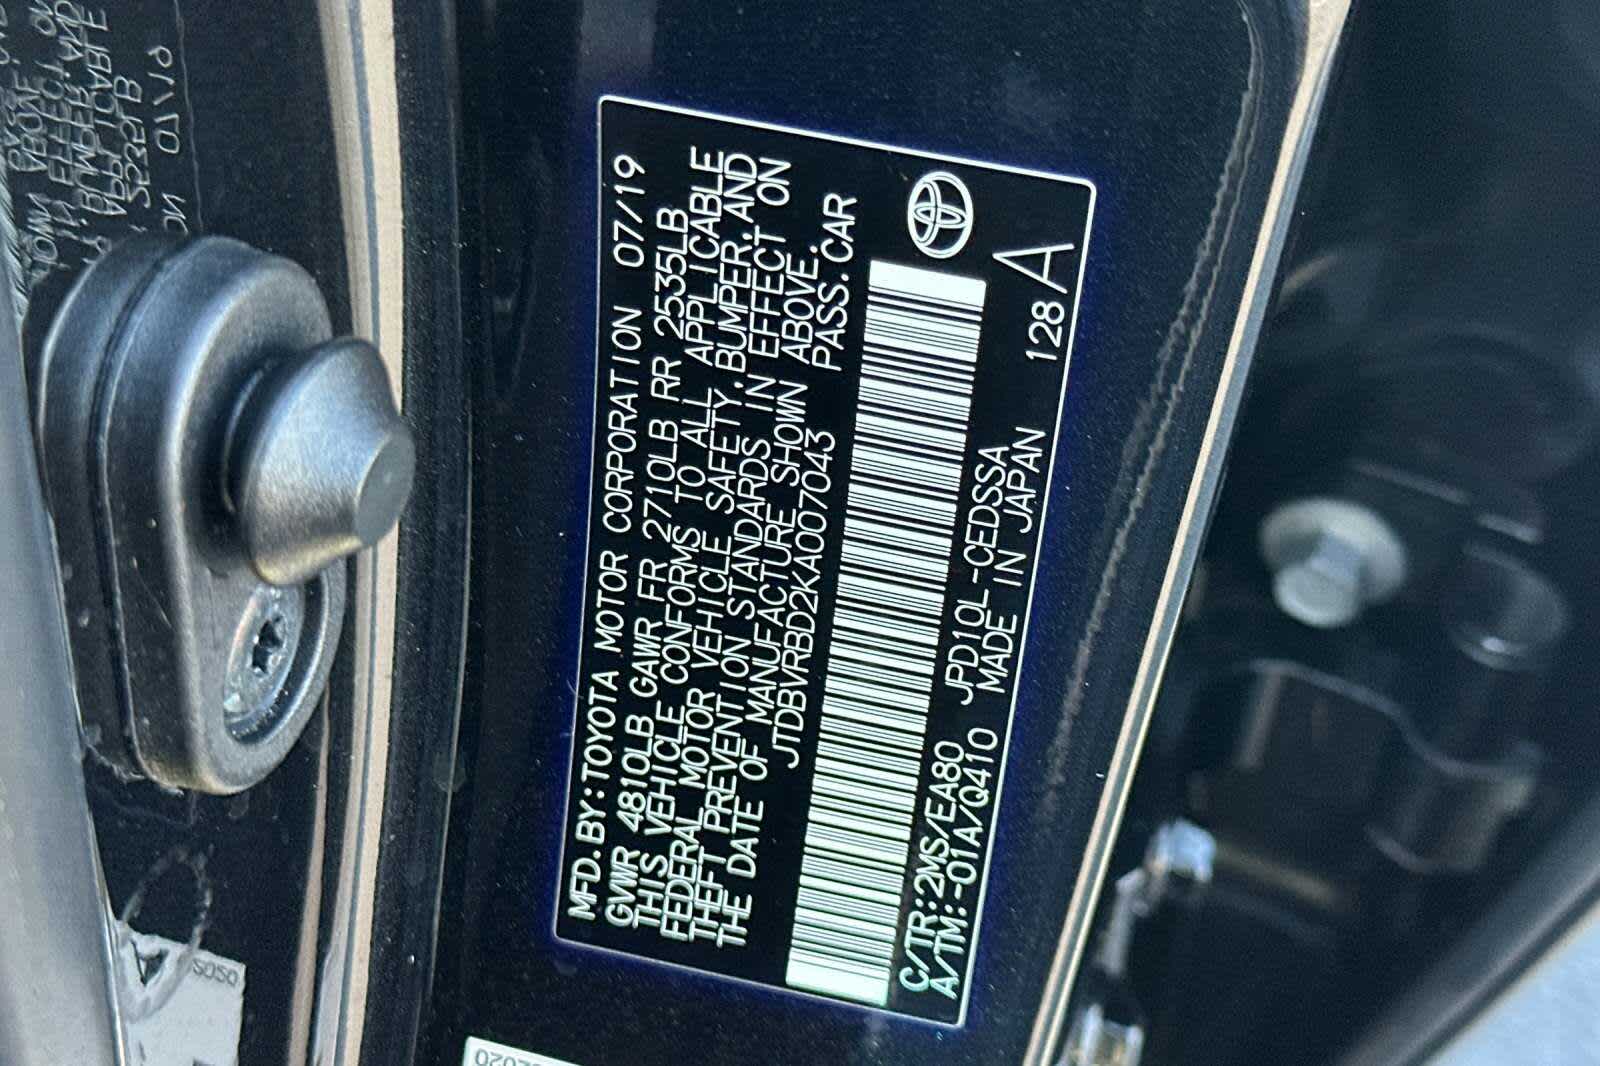 MFD.BY:TOYOTA MOTOR CORPORATION 07/19
GVWR 4810LB GAWR FR 2710LB RR 2535LB
THIS VEHICLE CONFORMS TO ALL APPLICABLE
FEDERAL MOTOR VEHICLE SAFETY,BUMPER,AND
THEFT PREVENTION STANDARDS IN EFFECT ON
THE DATE OF MANUFACTURE SHOWN ABOVE.
JTDBVRBD2KA007043 PASS.CAR
C/TR:2MS/EA80 JPD10L-CEDSSA 128
A/TM:-01A/Q410 MADE IN JAPAN A